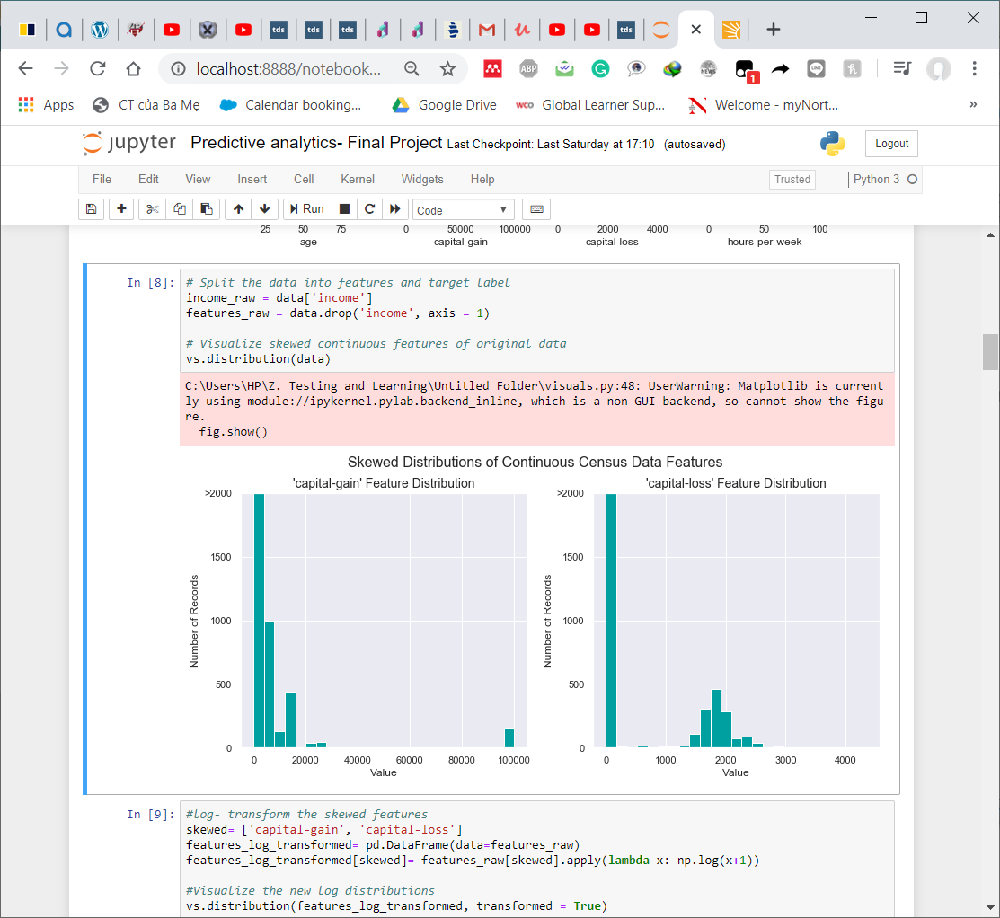 tds
tds
tds
tds
localhost:8888/notebook...
ABP
NEWS
1
LINE
Apps
CT của Ba Mẹ
Calendar booking...
Google Drive
wco
Global Learner Sup...
Welcome - myNort...
»
jupyter
Predictive analytics- Final Project Last Checkpoint: Last Saturday at 17:10 (autosaved)
Logout
File Edit View Insert Cell Kernel Widgets Help
Trusted
Python 3
Run
Code
25 50 75
0 50000 100000
0 2000 4000
0 50 100
age
capital-gain
capital-loss
hours-per-week
In [8]:
# Split the data into features and target label
income_raw = data['income']
features_raw = data.drop('income', axis = 1)
# Visualize skewed continuous features of original data
vs.distribution(data)
C:\Users\HP\Z. Testing and Learning\Untitled Folder\visuals.py:48: UserWarning: Matplotlib is current
ly using module://ipykernel.pylab.backend_inline, which is a non-GUI backend, so cannot show the figu
re.
fig.show()
Skewed Distributions of Continuous Census Data Features
'capital-gain' Feature Distribution
>2000
1500
1000
500
0
Number of Records
0 20000 40000 60000 80000 100000
Value
'capital-loss' Feature Distribution
>2000
1500
1000
500
0
Number of Records
0 1000 2000 3000 4000
Value
In [9]:
#log- transform the skewed features
skewed= ['capital-gain', 'capital-loss']
features_log_transformed= pd.DataFrame(data=features_raw)
features_log_transformed[skewed]= features_raw[skewed].apply(lambda x: np.log(x+1))
#Visualize the new log distributions
vs.distribution(features_log_transformed, transformed = True)